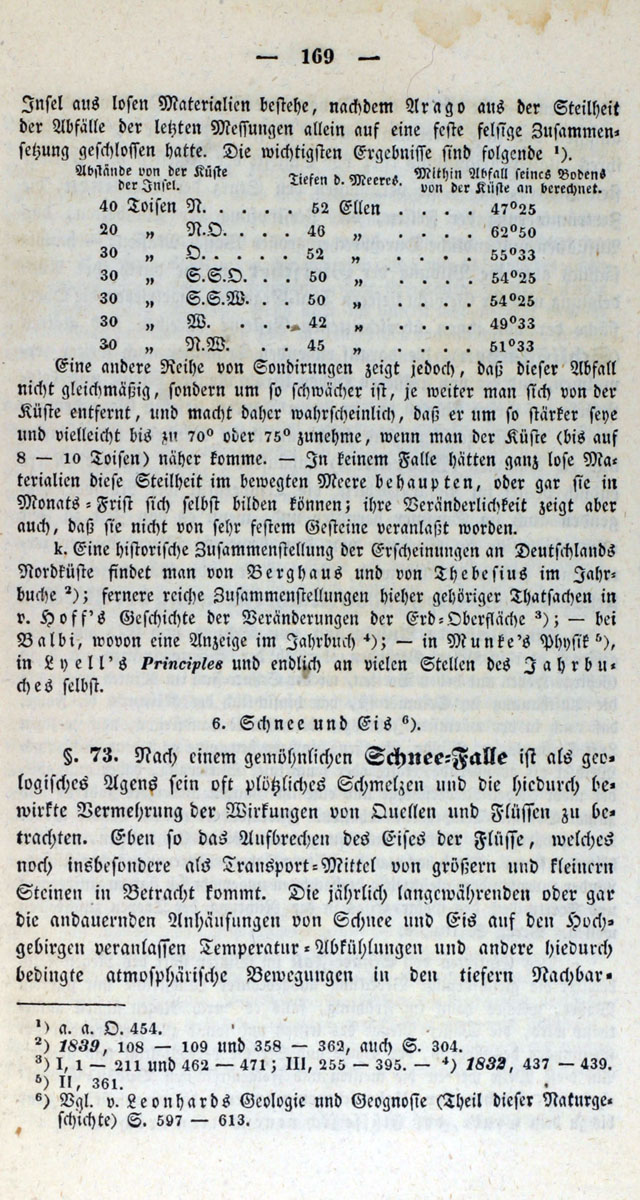 — 169 —
Insel aus losen Materialien bestehe, nachdem Arago aus der Steilheit
der Abfälle der letzten Messungen allein auf eine feste felsige Zusammen-
setzung geschlossen hatte. Die wichtigsten Ergebnisse sind folgende ¹).
Abstände von der Küste der Insel. Tiefen d. Meeres. Mithin Abfall seines Bodens von der Küste an berechnet.
40 Toisen N. . . . . . 52 Ellen . . . . 47⁰25
20 „ N.O. . . . . 46 „ . . . . 62⁰50
30 „ O. . . . . . 52 „ . . . . 55⁰33
30 „ S.S.O. . . . 50 „ . . . . 54⁰25
30 „ S.S.W. . . . 50 „ . . . . 54⁰25
30 „ W. . . . . 42 „ . . . . 49⁰33
30 „ N.W. . . . 45 „ . . . . 51⁰33
Eine andere Reihe von Sondirungen zeigt jedoch, daß dieser Abfall
nicht gleichmäßig, sondern um so schwächer ist, je weiter man sich von der
Küste entfernt, und macht daher wahrscheinlich, daß er um so stärker seye
und vielleicht bis zu 70⁰ oder 75⁰ zunehme, wenn man der Küste (bis auf
8 — 10 Toisen) näher komme. — In keinem Falle hätten ganz lose Ma-
terialien diese Steilheit im bewegten Meere behaupten, oder gar sie in
Monats-Frist sich selbst bilden können; ihre Veränderlichkeit zeigt aber
auch, daß sie nicht von sehr festem Gesteine veranlaßt worden.
k. Eine historische Zusammenstellung der Erscheinungen an Deutschlands
Nordküste findet man von Berghaus und von Thebesius im Jahr-
buche ²); fernere reiche Zusammenstellungen hieher gehöriger Thatsachen in
v. Hoff's Geschichte der Veränderungen der Erd-Oberfläche ³); — bei
Balbi, wovon eine Anzeige im Jahrbuch ⁴); — in Munke's Physik ⁵),
in Lyell's Principles und endlich an vielen Stellen des Jahrbu-
ches selbst.
6. Schnee und Eis ⁶).
§. 73. Nach einem gewöhnlichen Schnee-Falle ist als geo-
logisches Agens sein oft plötzliches Schmelzen und die hiedurch be-
wirkte Vermehrung der Wirkungen von Quellen und Flüssen zu be-
trachten. Eben so das Aufbrechen des Eises der Flüsse, welches
noch insbesondere als Transport-Mittel von größern und kleinern
Steinen in Betracht kommt. Die jährlich langewährenden oder gar
die andauernden Anhäufungen von Schnee und Eis auf den Hoch-
gebirgen veranlassen Temperatur-Abkühlungen und andere hiedurch
bedingte atmosphärische Bewegungen in den tiefern Nachbar-
¹) a. a. O. 454.
²) 1839, 108 — 109 und 358 — 362, auch S. 304.
³) I, 1 — 211 und 462 — 471; III, 255 — 395. — ⁴) 1832, 437 — 439.
⁵) II, 361.
⁶) Vgl. v. Leonhards Geologie und Geognosie (Theil dieser Naturge-
schichte) S. 597 — 613.